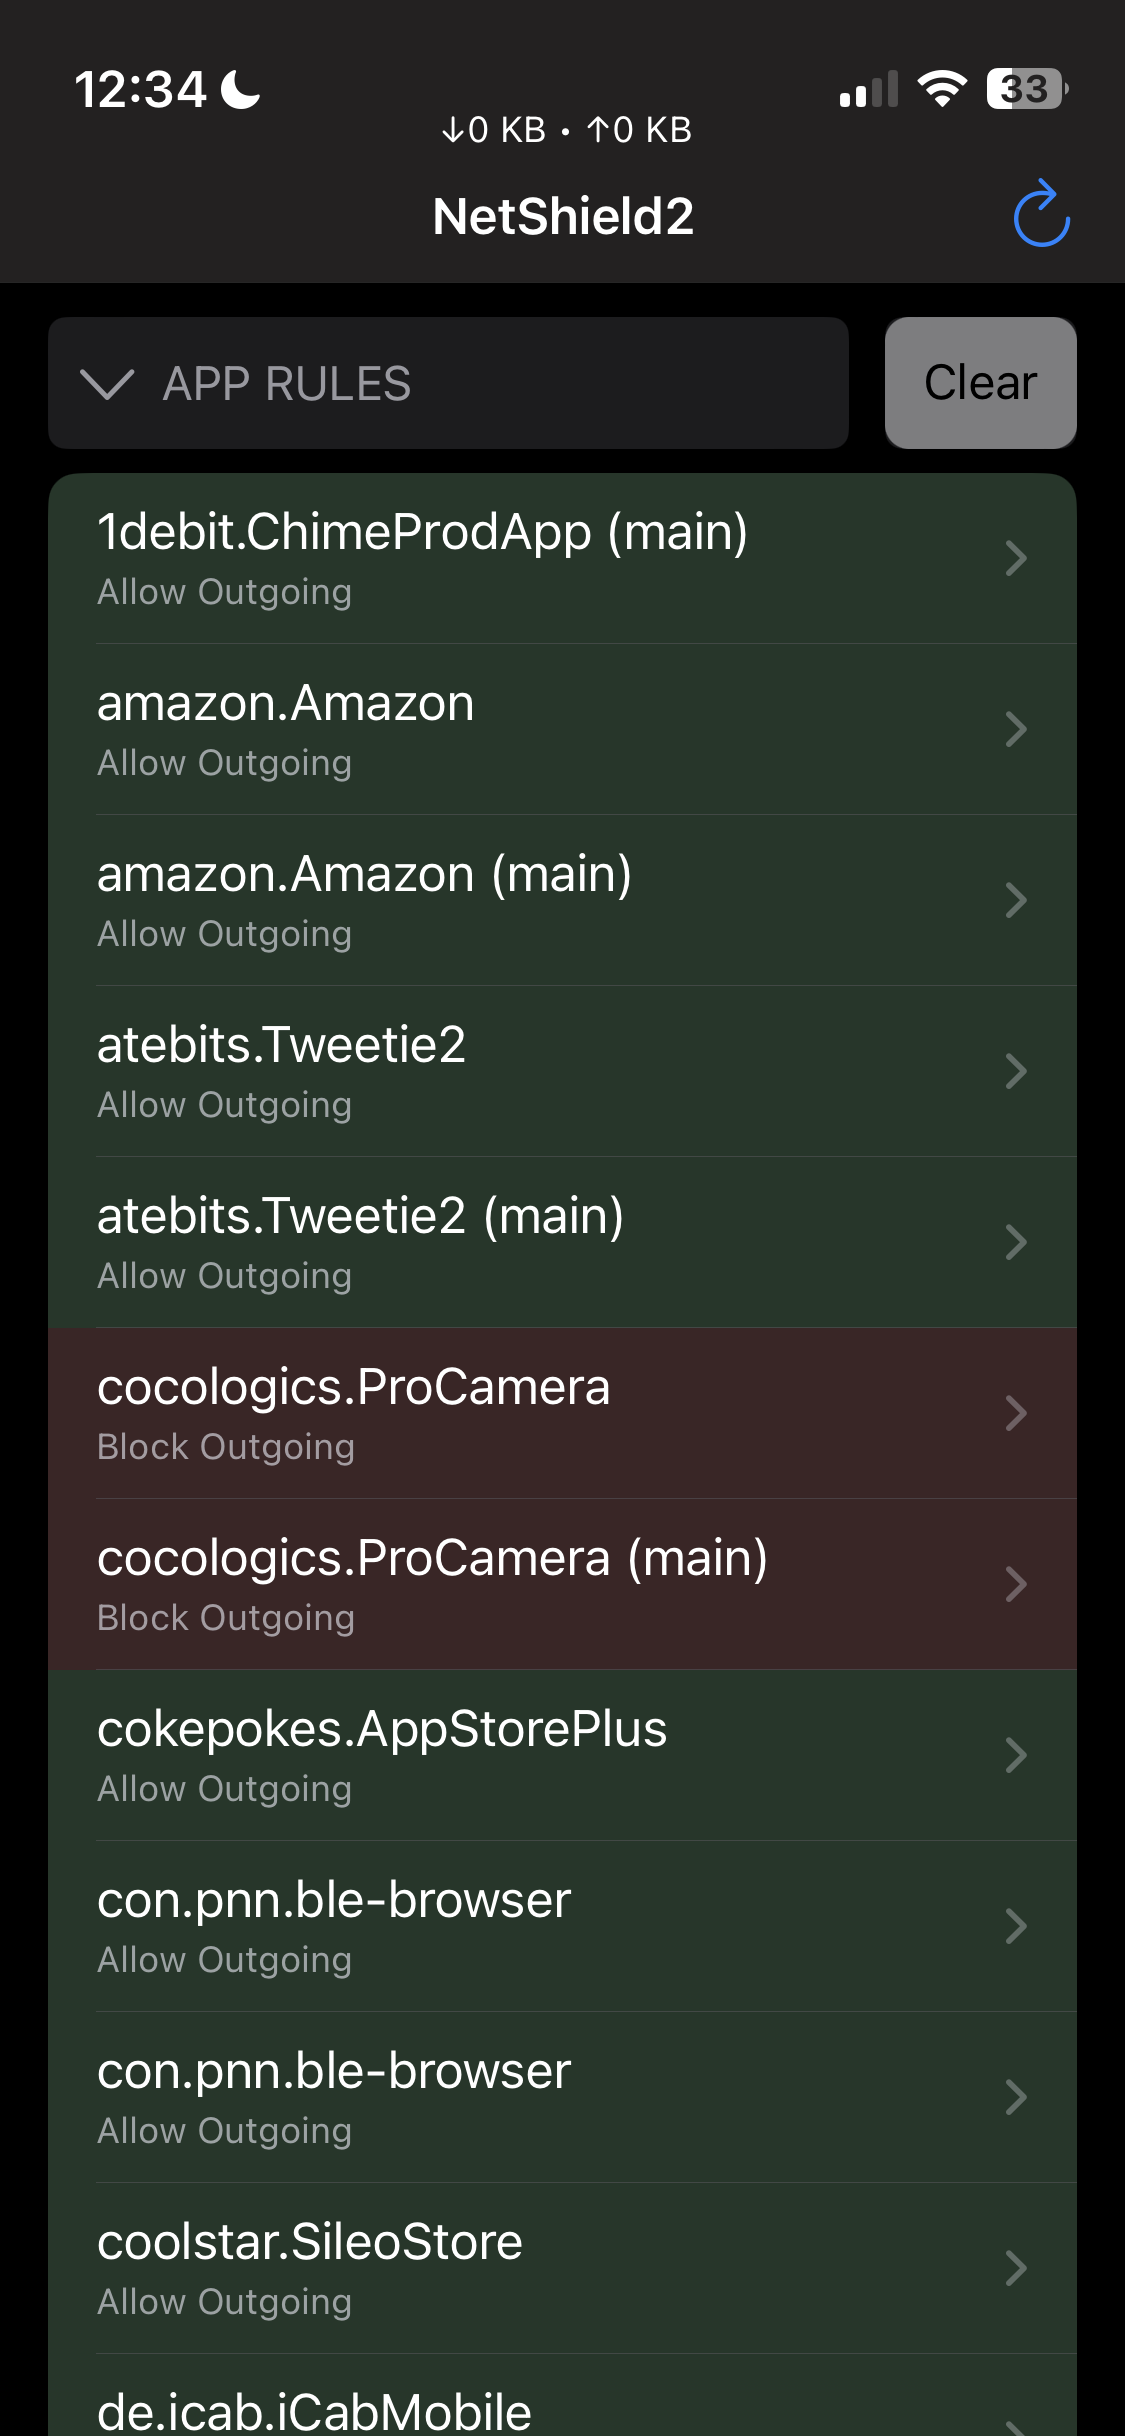 12:34
33
↓0 KB • ↑0 KB
NetShield2
APP RULES
Clear
1debit.ChimeProdApp (main)
Allow Outgoing
amazon.Amazon
Allow Outgoing
amazon.Amazon (main)
Allow Outgoing
atebits.Tweetie2
Allow Outgoing
atebits.Tweetie2 (main)
Allow Outgoing
cocologics.ProCamera
Block Outgoing
cocologics.ProCamera (main)
Block Outgoing
cokepokes.AppStorePlus
Allow Outgoing
con.pnn.ble-browser
Allow Outgoing
con.pnn.ble-browser
Allow Outgoing
coolstar.SileoStore
Allow Outgoing
de.icab.iCabMobile